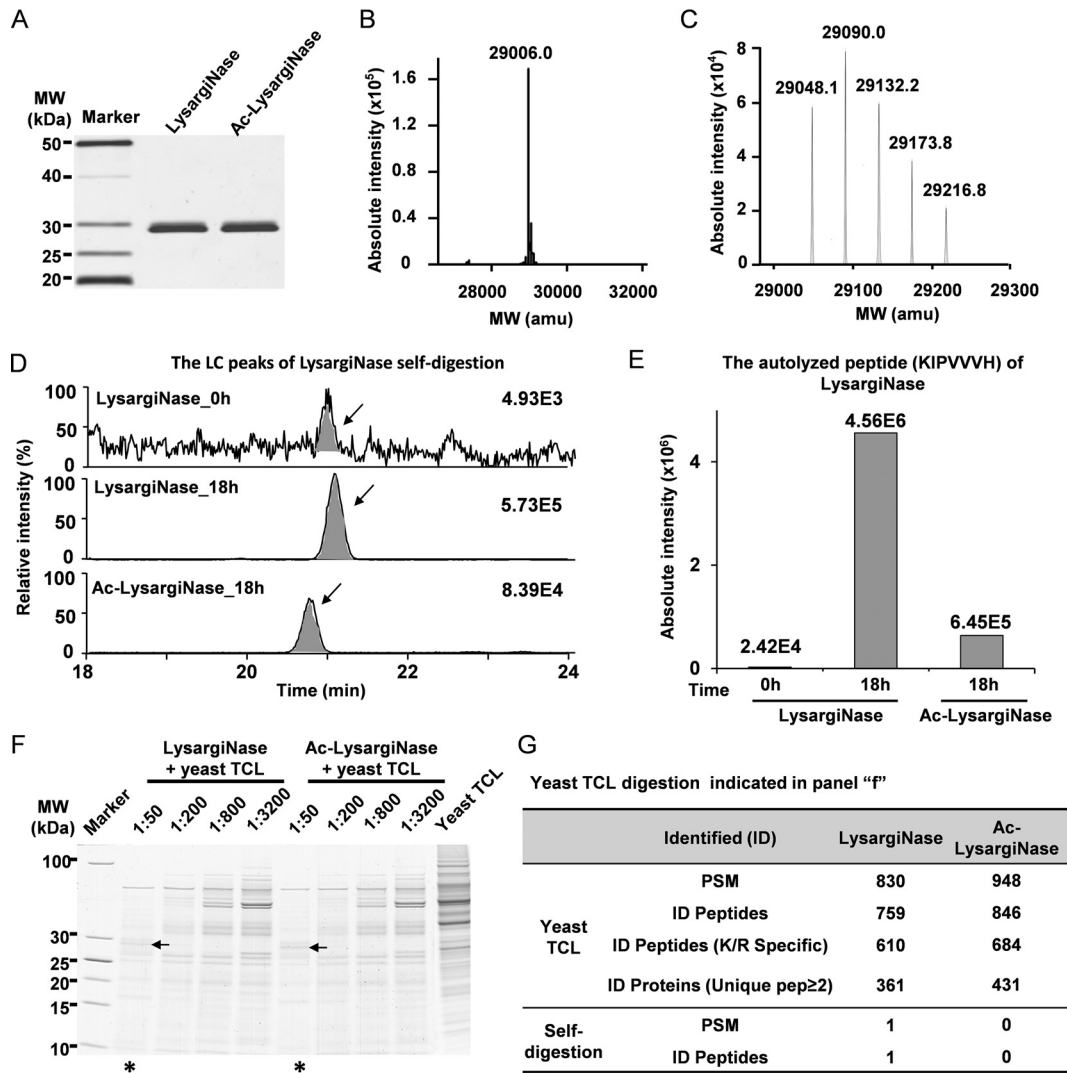 A
MW
(kDa)
Marker
LysargiNase
Ac-LysargiNase
50
40
30
25
20
B
Absolute intensity (x10⁵)
1.6
1.2
0.8
0.4
0
29006.0
28000 30000 32000
MW (amu)
C
Absolute intensity (x10⁴)
8
6
4
2
0
29048.1
29090.0
29132.2
29173.8
29216.8
29000 29100 29200 29300
MW (amu)
D
The LC peaks of LysargiNase self-digestion
Relative intensity (%)
100
50
0
LysargiNase_0h
4.93E3
100
50
0
LysargiNase_18h
5.73E5
100
50
0
Ac-LysargiNase_18h
8.39E4
18 20 22 24
Time (min)
E
The autolyzed peptide (KIPVVVH) of
LysargiNase
Absolute intensity (x10⁶)
4
2
0
2.42E4
4.56E6
6.45E5
Time 0h 18h 18h
LysargiNase Ac-LysargiNase
F
LysargiNase
+ yeast TCL
Ac-LysargiNase
+ yeast TCL
MW
(kDa)
Marker
1:50
1:200
1:800
1:3200
1:50
1:200
1:800
1:3200
Yeast TCL
100
30
25
20
15
10
* *
G
Yeast TCL digestion indicated in panel “f”
Identified (ID) LysargiNase Ac-LysargiNase
Yeast TCL
PSM 830 948
ID Peptides 759 846
ID Peptides (K/R Specific) 610 684
ID Proteins (Unique pep≥2) 361 431
Self-digestion
PSM 1 0
ID Peptides 1 0